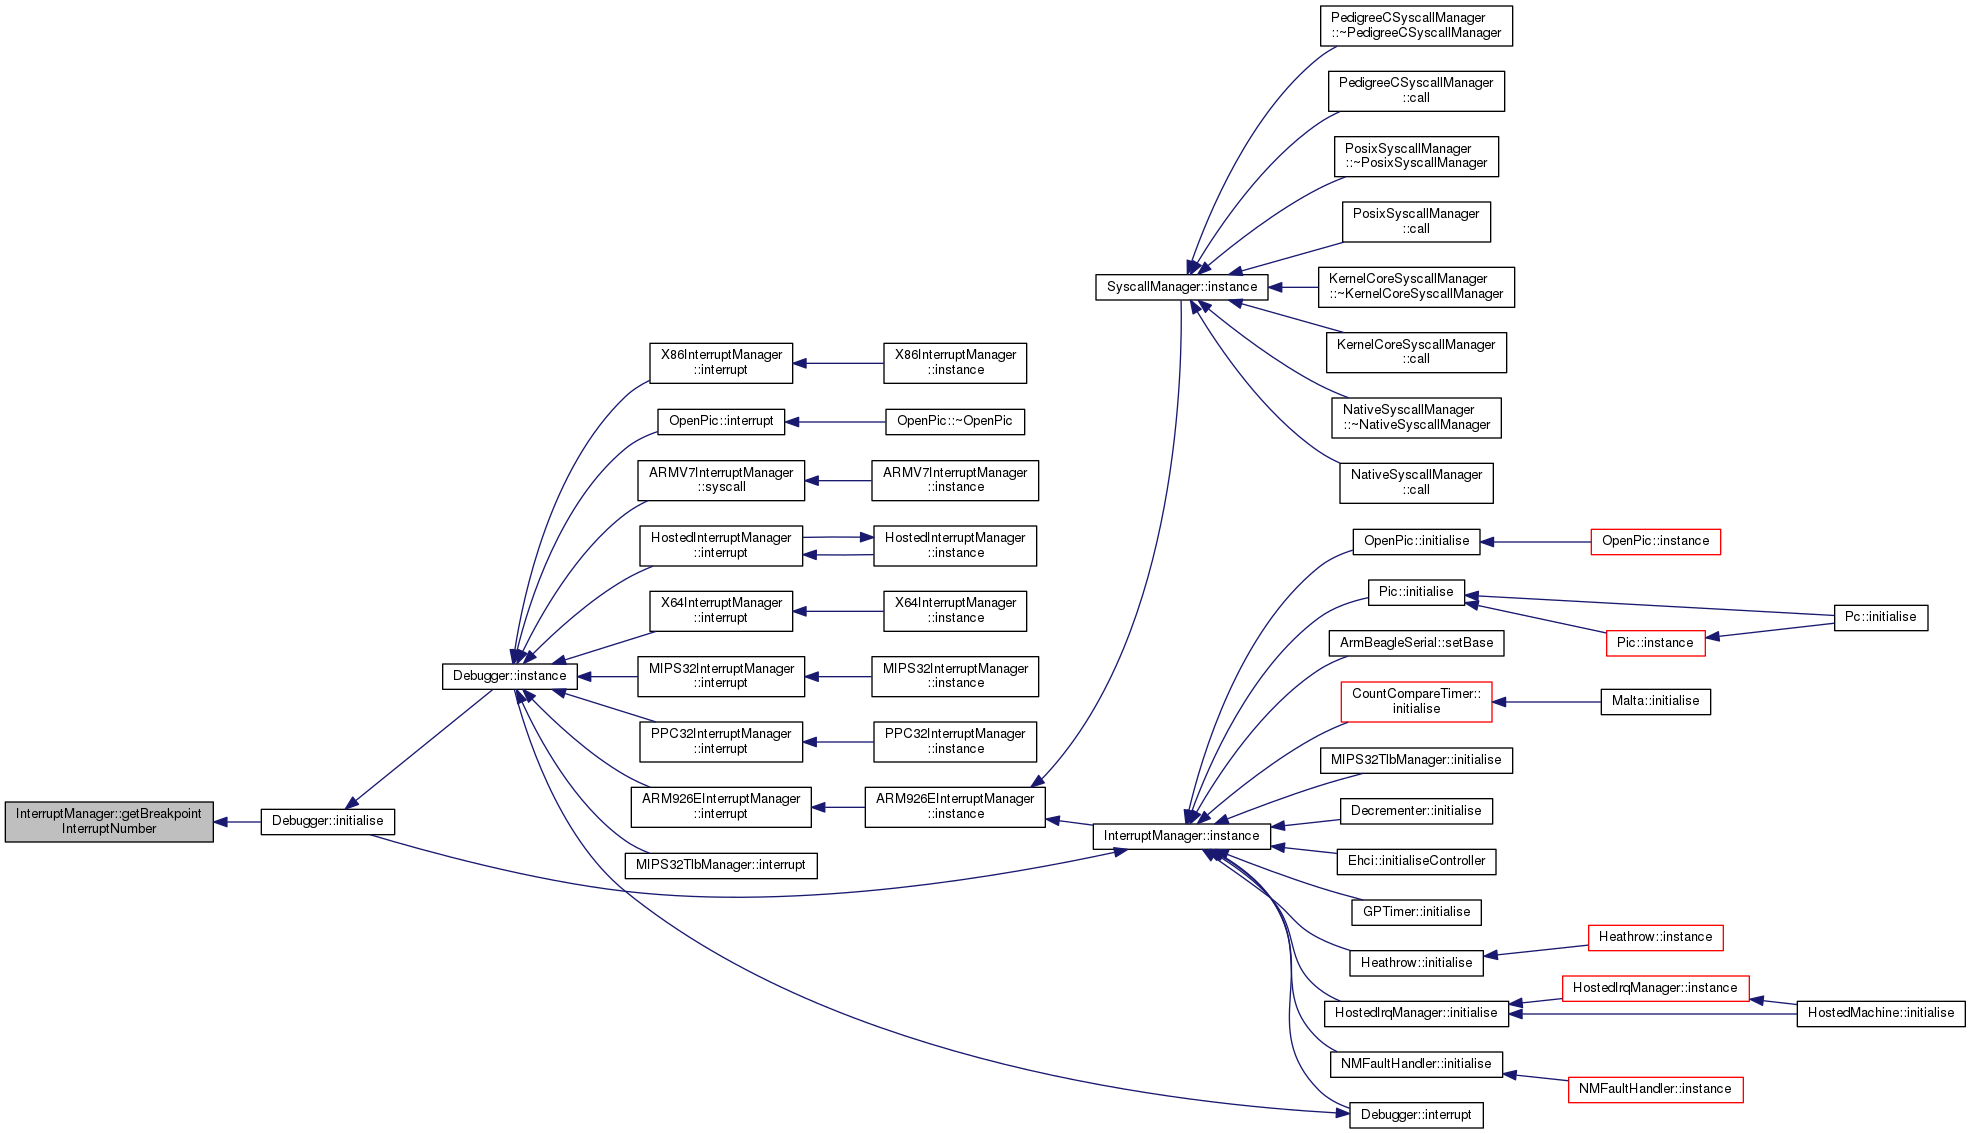 PedigreeCSyscallManager
::~PedigreeCSyscallManager
PedigreeCSyscallManager
::call
PosixSyscallManager
::~PosixSyscallManager
PosixSyscallManager
::call
SyscallManager::instance
KernelCoreSyscallManager
::~KernelCoreSyscallManager
KernelCoreSyscallManager
::call
NativeSyscallManager
::~NativeSyscallManager
NativeSyscallManager
::call
X86InterruptManager
::interrupt
X86InterruptManager
::instance
OpenPic::interrupt
OpenPic::~OpenPic
ARMV7InterruptManager
::syscall
ARMV7InterruptManager
::instance
HostedInterruptManager
::interrupt
HostedInterruptManager
::instance
X64InterruptManager
::interrupt
X64InterruptManager
::instance
Debugger::instance
MIPS32InterruptManager
::interrupt
MIPS32InterruptManager
::instance
PPC32InterruptManager
::interrupt
PPC32InterruptManager
::instance
ARM926EInterruptManager
::interrupt
ARM926EInterruptManager
::instance
InterruptManager::getBreakpoint
InterruptNumber
Debugger::initialise
MIPS32TlbManager::interrupt
InterruptManager::instance
OpenPic::initialise
OpenPic::instance
Pic::initialise
Pc::initialise
Pic::instance
ArmBeagleSerial::setBase
CountCompareTimer::
initialise
Malta::initialise
MIPS32TlbManager::initialise
Decrementer::initialise
Ehci::initialiseController
GPTimer::initialise
Heathrow::initialise
Heathrow::instance
HostedIrqManager::initialise
HostedIrqManager::instance
HostedMachine::initialise
NMFaultHandler::initialise
NMFaultHandler::instance
Debugger::interrupt